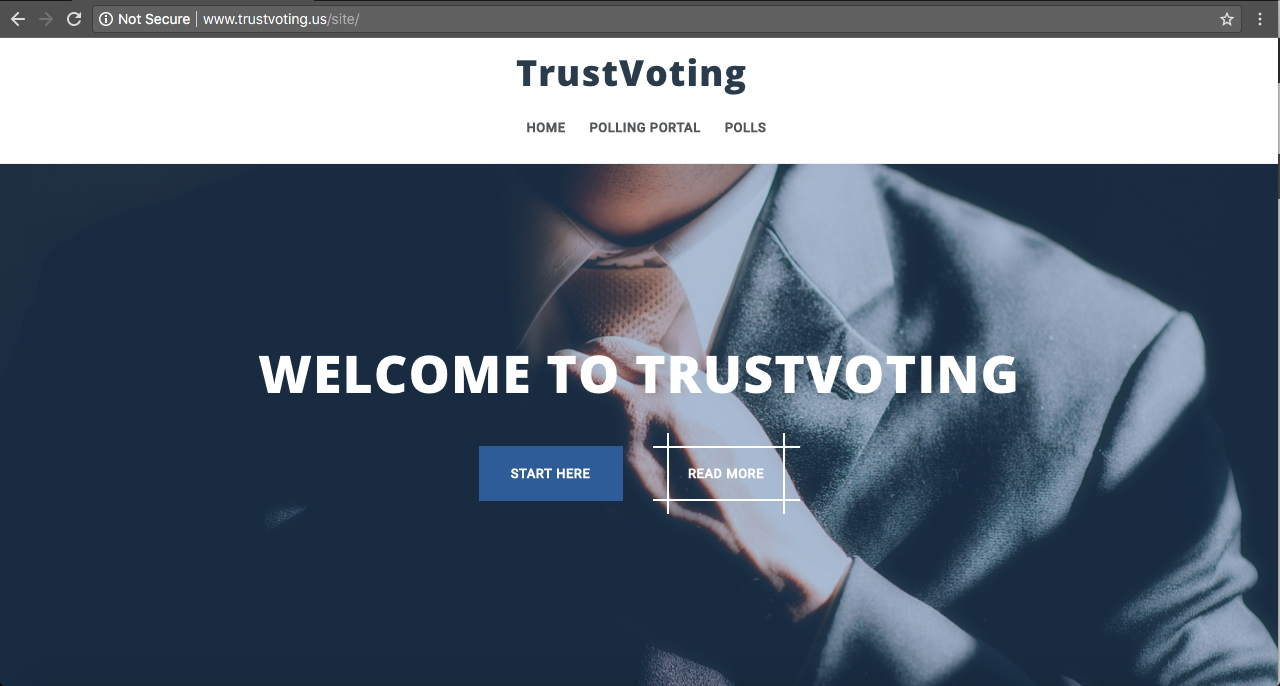 Not Secure | www.trustvoting.us/site/
TrustVoting
HOME POLLING PORTAL POLLS
WELCOME TO TRUSTVOTING
START HERE READ MORE